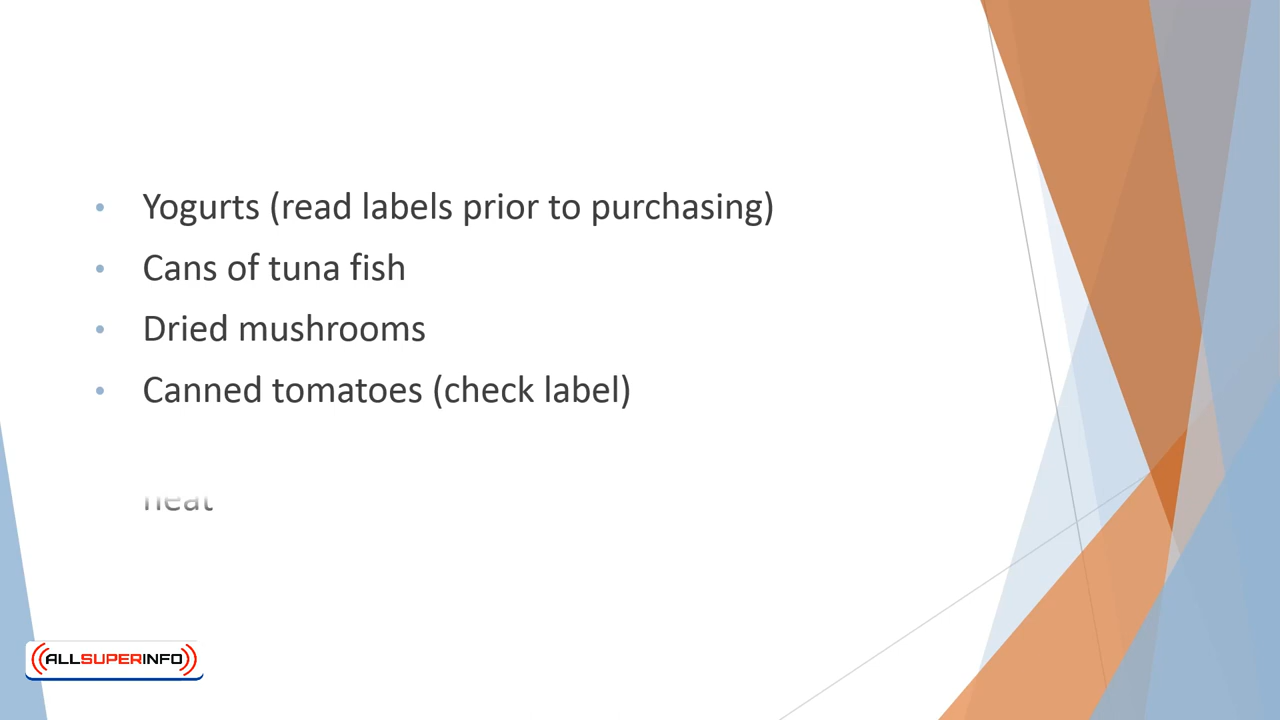 • Yogurts (read labels prior to purchasing)
• Cans of tuna fish
• Dried mushrooms
• Canned tomatoes (check label)
ALLSUPERINFO